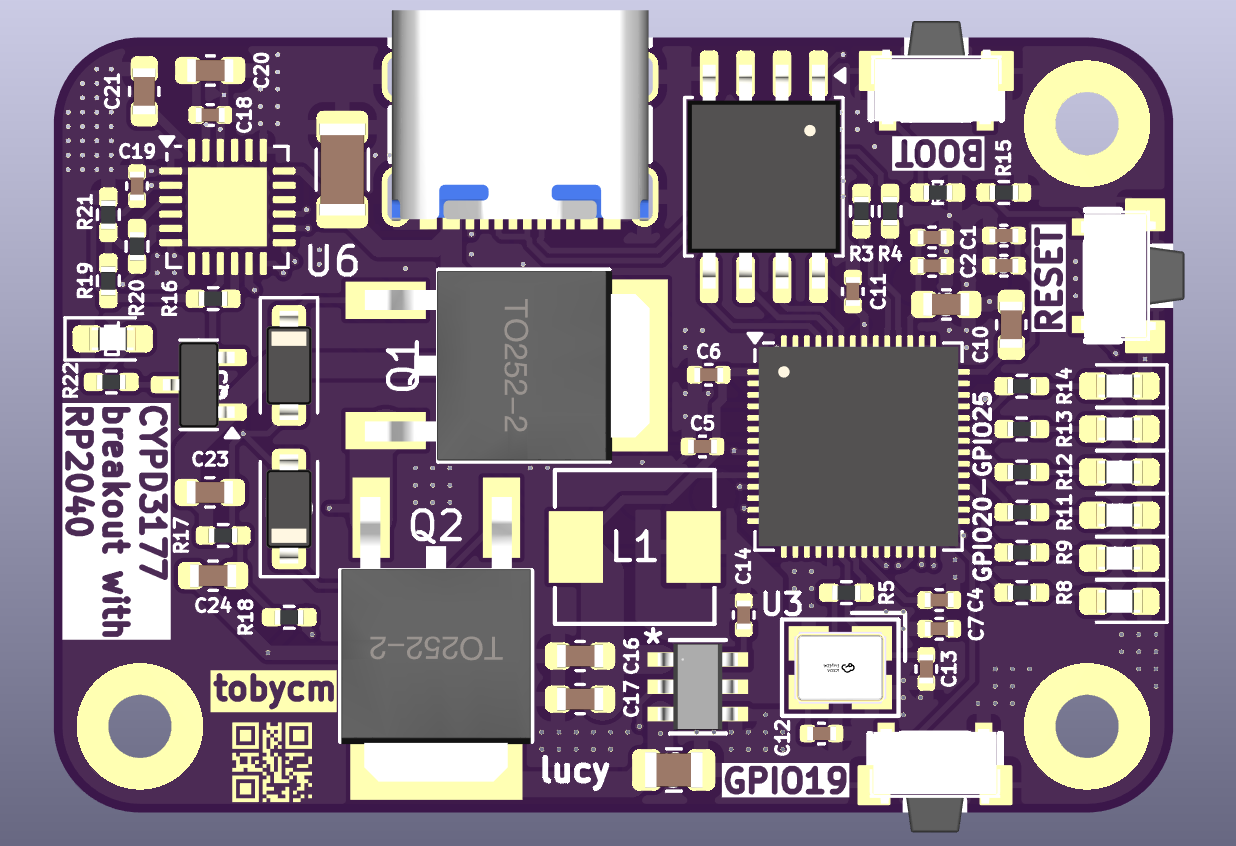 C21
C20
C18
C19
R21
R19
R20
R16
U6
BOOT
R15
R3
R4
C1
C2
C11
RESET
C10
Q1
TO252-2
C6
C5
R22
CYPD3177
breakout with
RP2040
C23
R17
C24
R18
Q2
TO252-2
L1
C14
U3
R5
C4
C7
C13
C12
GPIO20-GPIO25
R14
R13
R12
R11
R9
R8
*
C16
C17
tobycm
lucy
GPIO19